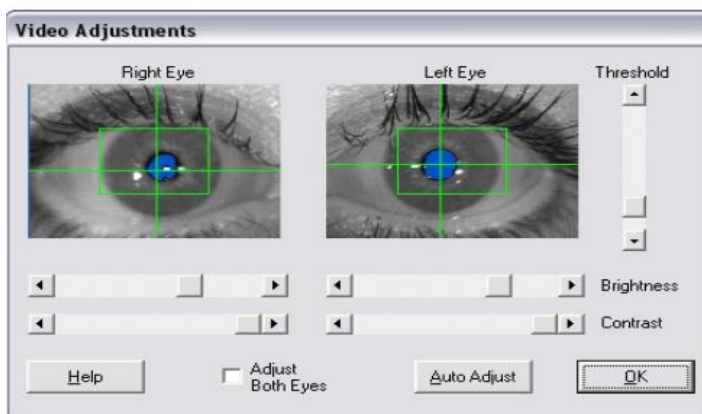 Video Adjustments
Right Eye
Left Eye
Threshold
Brightness
Contrast
Help
Adjust
Both Eyes
Auto Adjust
OK